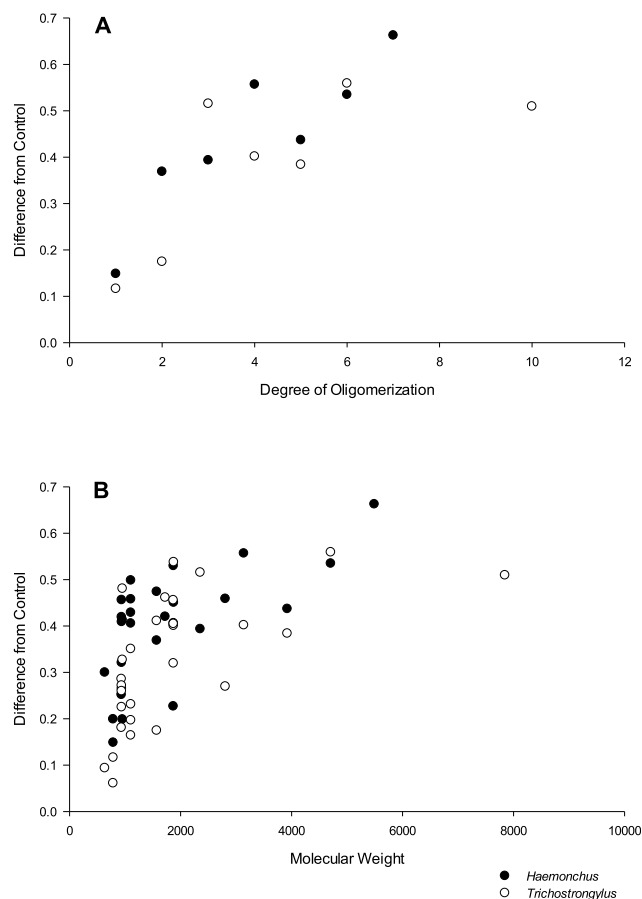 A
0.7
0.6
0.5
0.4
0.3
0.2
0.1
0.0
Difference from Control
0 2 4 6 8 10 12
Degree of Oligomerization
B
0.7
0.6
0.5
0.4
0.3
0.2
0.1
0.0
Difference from Control
0 2000 4000 6000 8000 10000
Molecular Weight
Haemonchus
Trichostrongylus